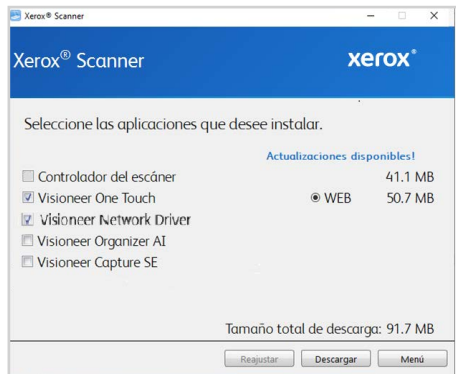 Xerox® Scanner
Xerox® Scanner
xerox®
Seleccione las aplicaciones que desee instalar.
Actualizaciones disponibles!
Controlador del escáner 41.1 MB
Visioneer One Touch WEB 50.7 MB
Visioneer Network Driver
Visioneer Organizer AI
Visioneer Capture SE
Tamaño total de descarga: 91.7 MB
Reajustar Descargar Menú